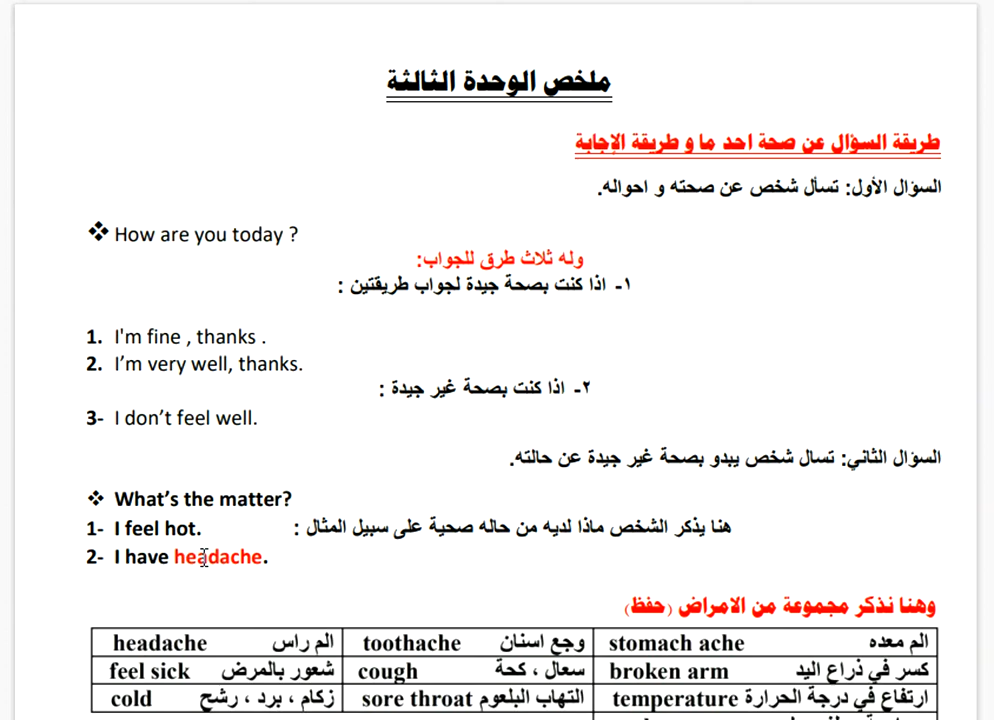 ملخص الوحدة الثالثة
طريقة السؤال عن صحة احد ما و طريقة الإجابة
السؤال الأول: تسأل شخص عن صحته و احواله.
❖ How are you today ?
وله ثلاث طرق للجواب:
١- اذا كنت بصحة جيدة لجواب طريقتين :
1. I'm fine , thanks .
2. I’m very well, thanks.
٢- اذا كنت بصحة غير جيدة :
3- I don’t feel well.
السؤال الثاني: تسال شخص يبدو بصحة غير جيدة عن حالته.
❖ What’s the matter?
1- I feel hot. هنا يذكر الشخص ماذا لديه من حاله صحية على سبيل المثال :
2- I have headache.
وهنا نذكر مجموعة من الامراض (حفظ)
headache الم راس toothache وجع اسنان stomach ache الم معده
feel sick شعور بالمرض cough سعال ، كحة broken arm كسر في ذراع اليد
cold زكام ، برد ، رشح sore throat التهاب البلعوم temperature ارتفاع في درجة الحرارة